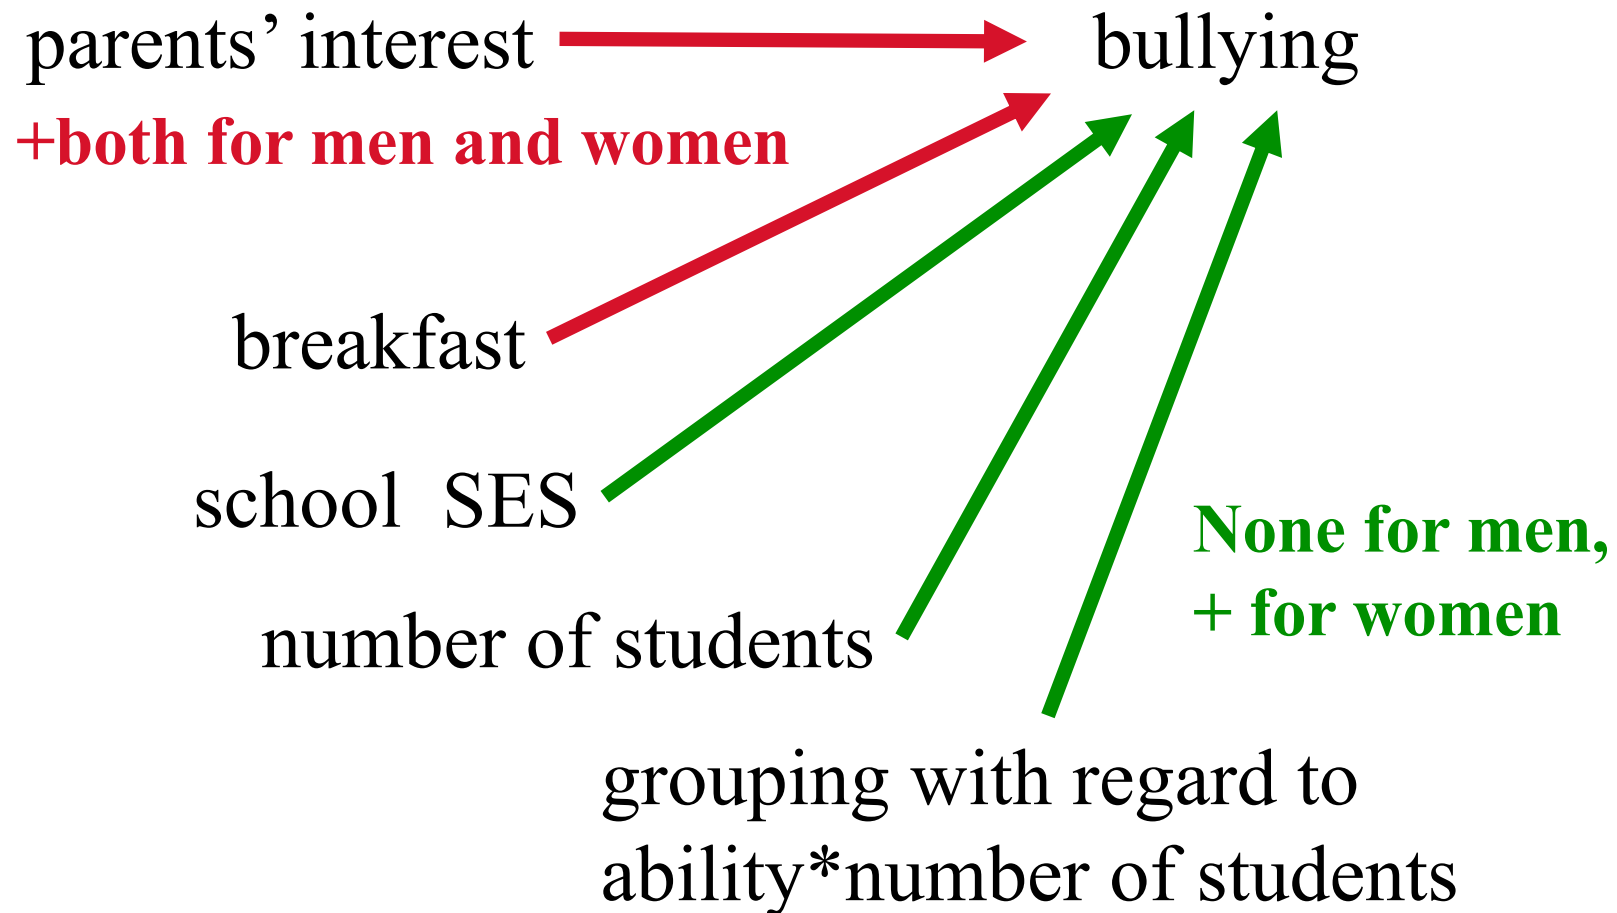 parents’ interest
bullying
+both for men and women
breakfast
school SES
None for men,
+ for women
number of students
grouping with regard to
ability*number of students